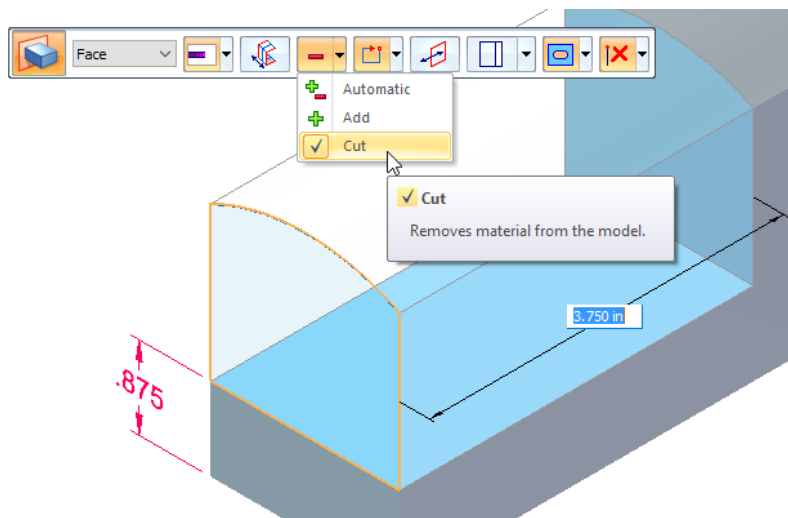 Face
Automatic
Add
Cut
Cut
Removes material from the model.
3.750 in
.875